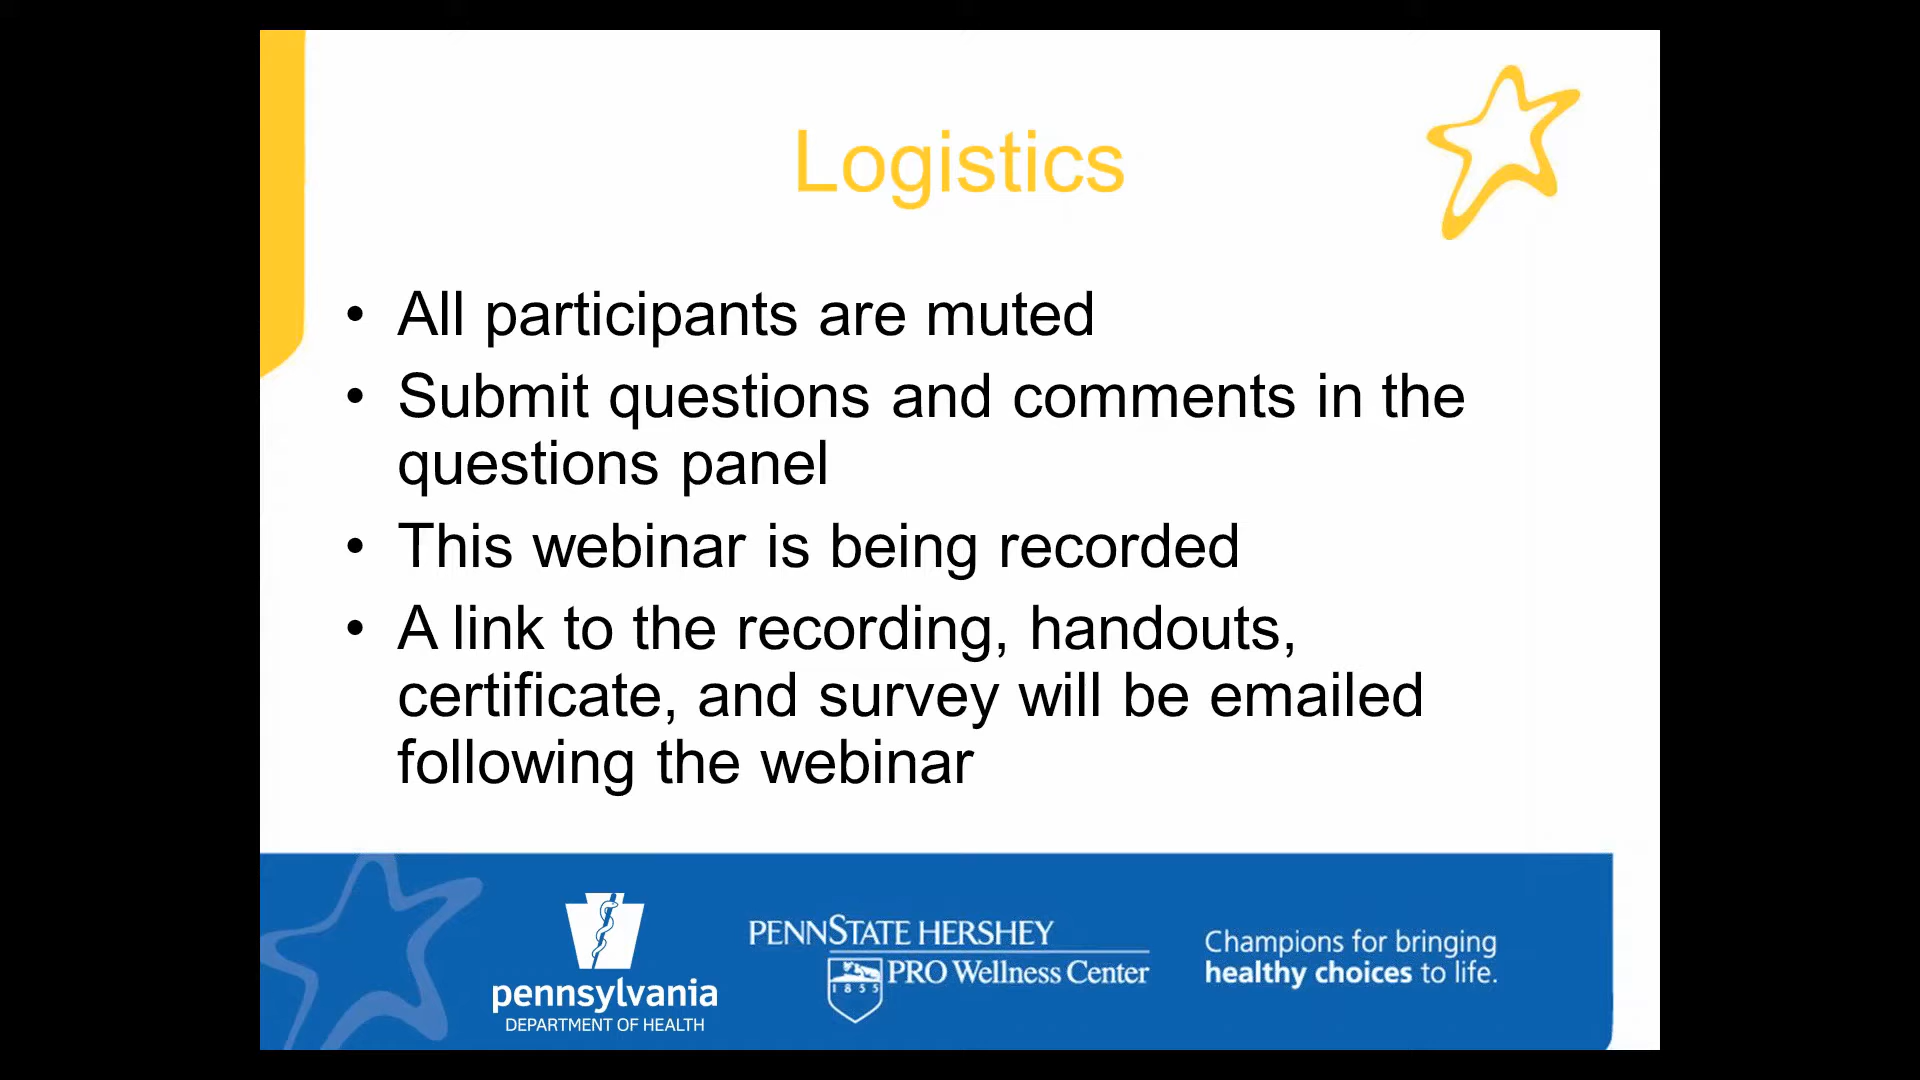 Logistics
• All participants are muted
• Submit questions and comments in the
questions panel
• This webinar is being recorded
• A link to the recording, handouts,
certificate, and survey will be emailed
following the webinar
pennsylvania
DEPARTMENT OF HEALTH
PENNSTATE HERSHEY
PRO Wellness Center
1855
Champions for bringing
healthy choices to life.